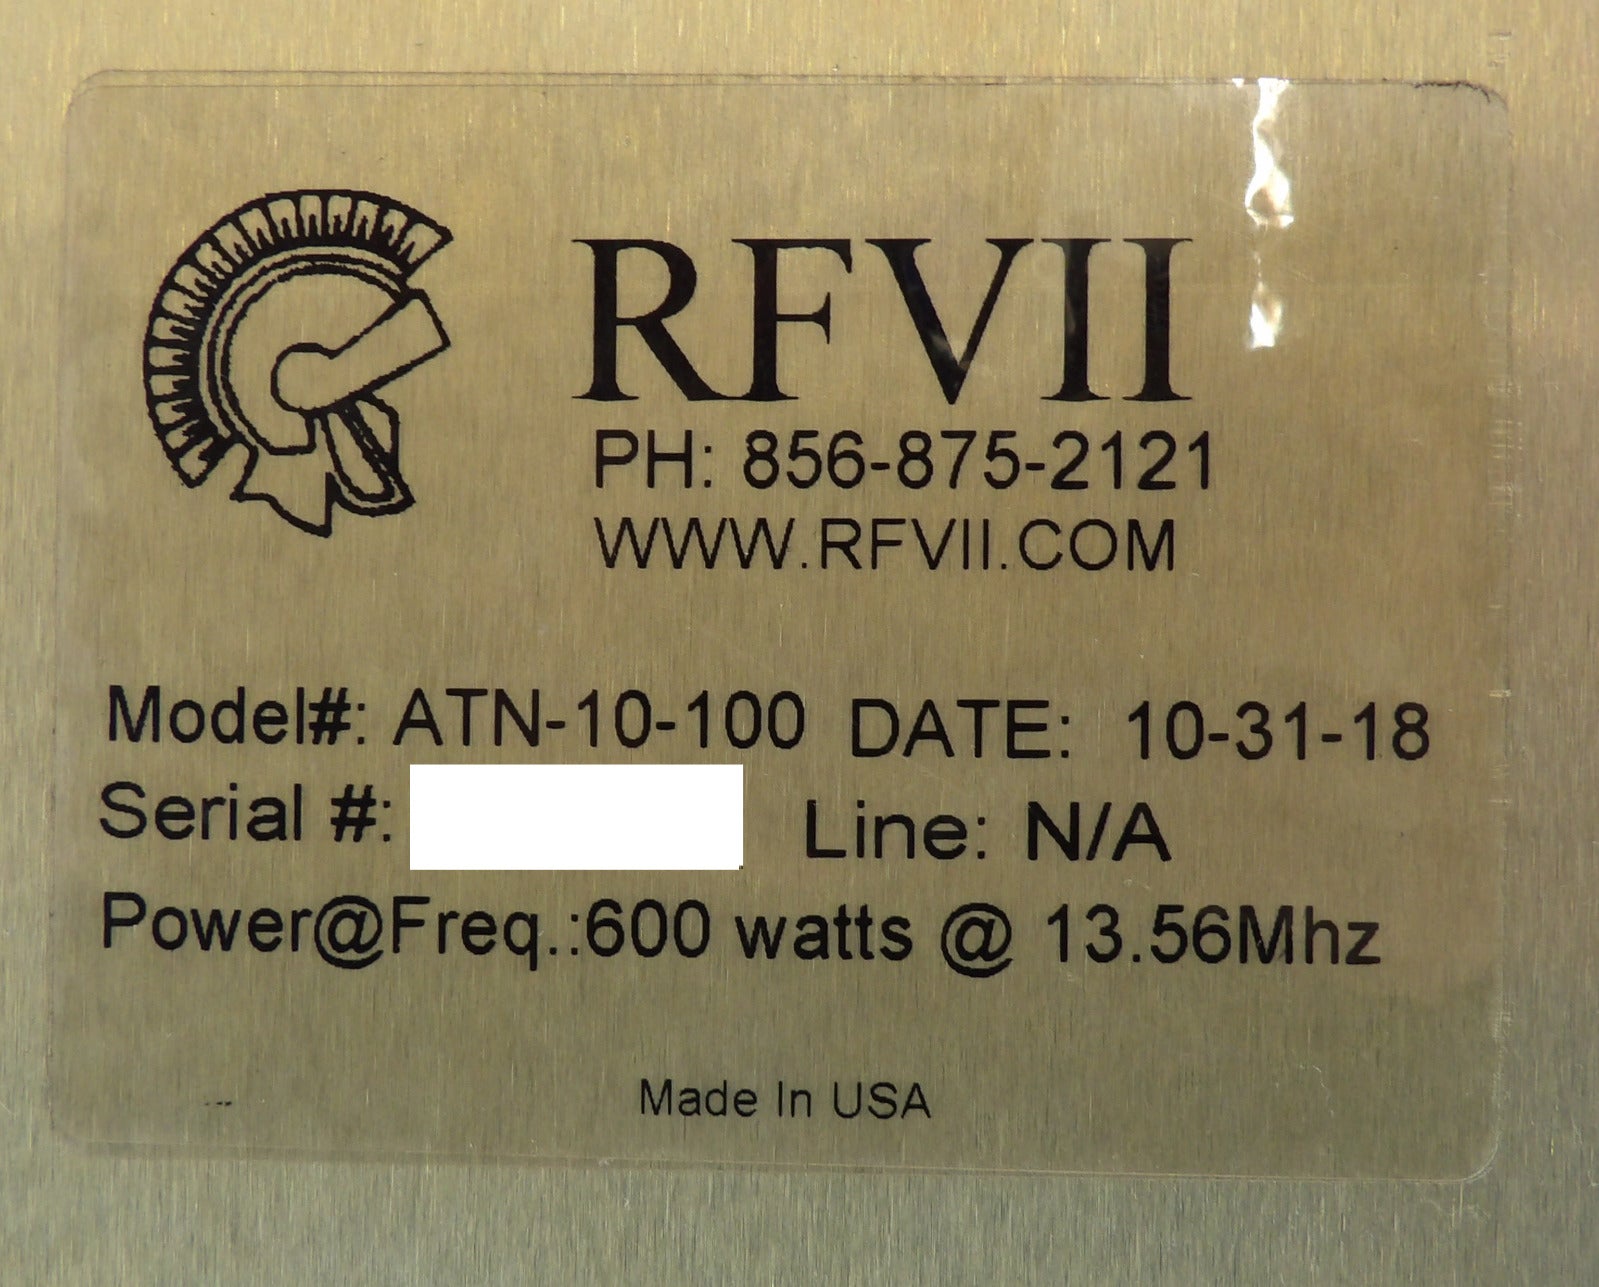 RFVII
PH: 856-875-2121
WWW.RFVII.COM
Model#: ATN-10-100 DATE: 10-31-18
Serial #: Line: N/A
Power@Freq.:600 watts @ 13.56Mhz
Made In USA